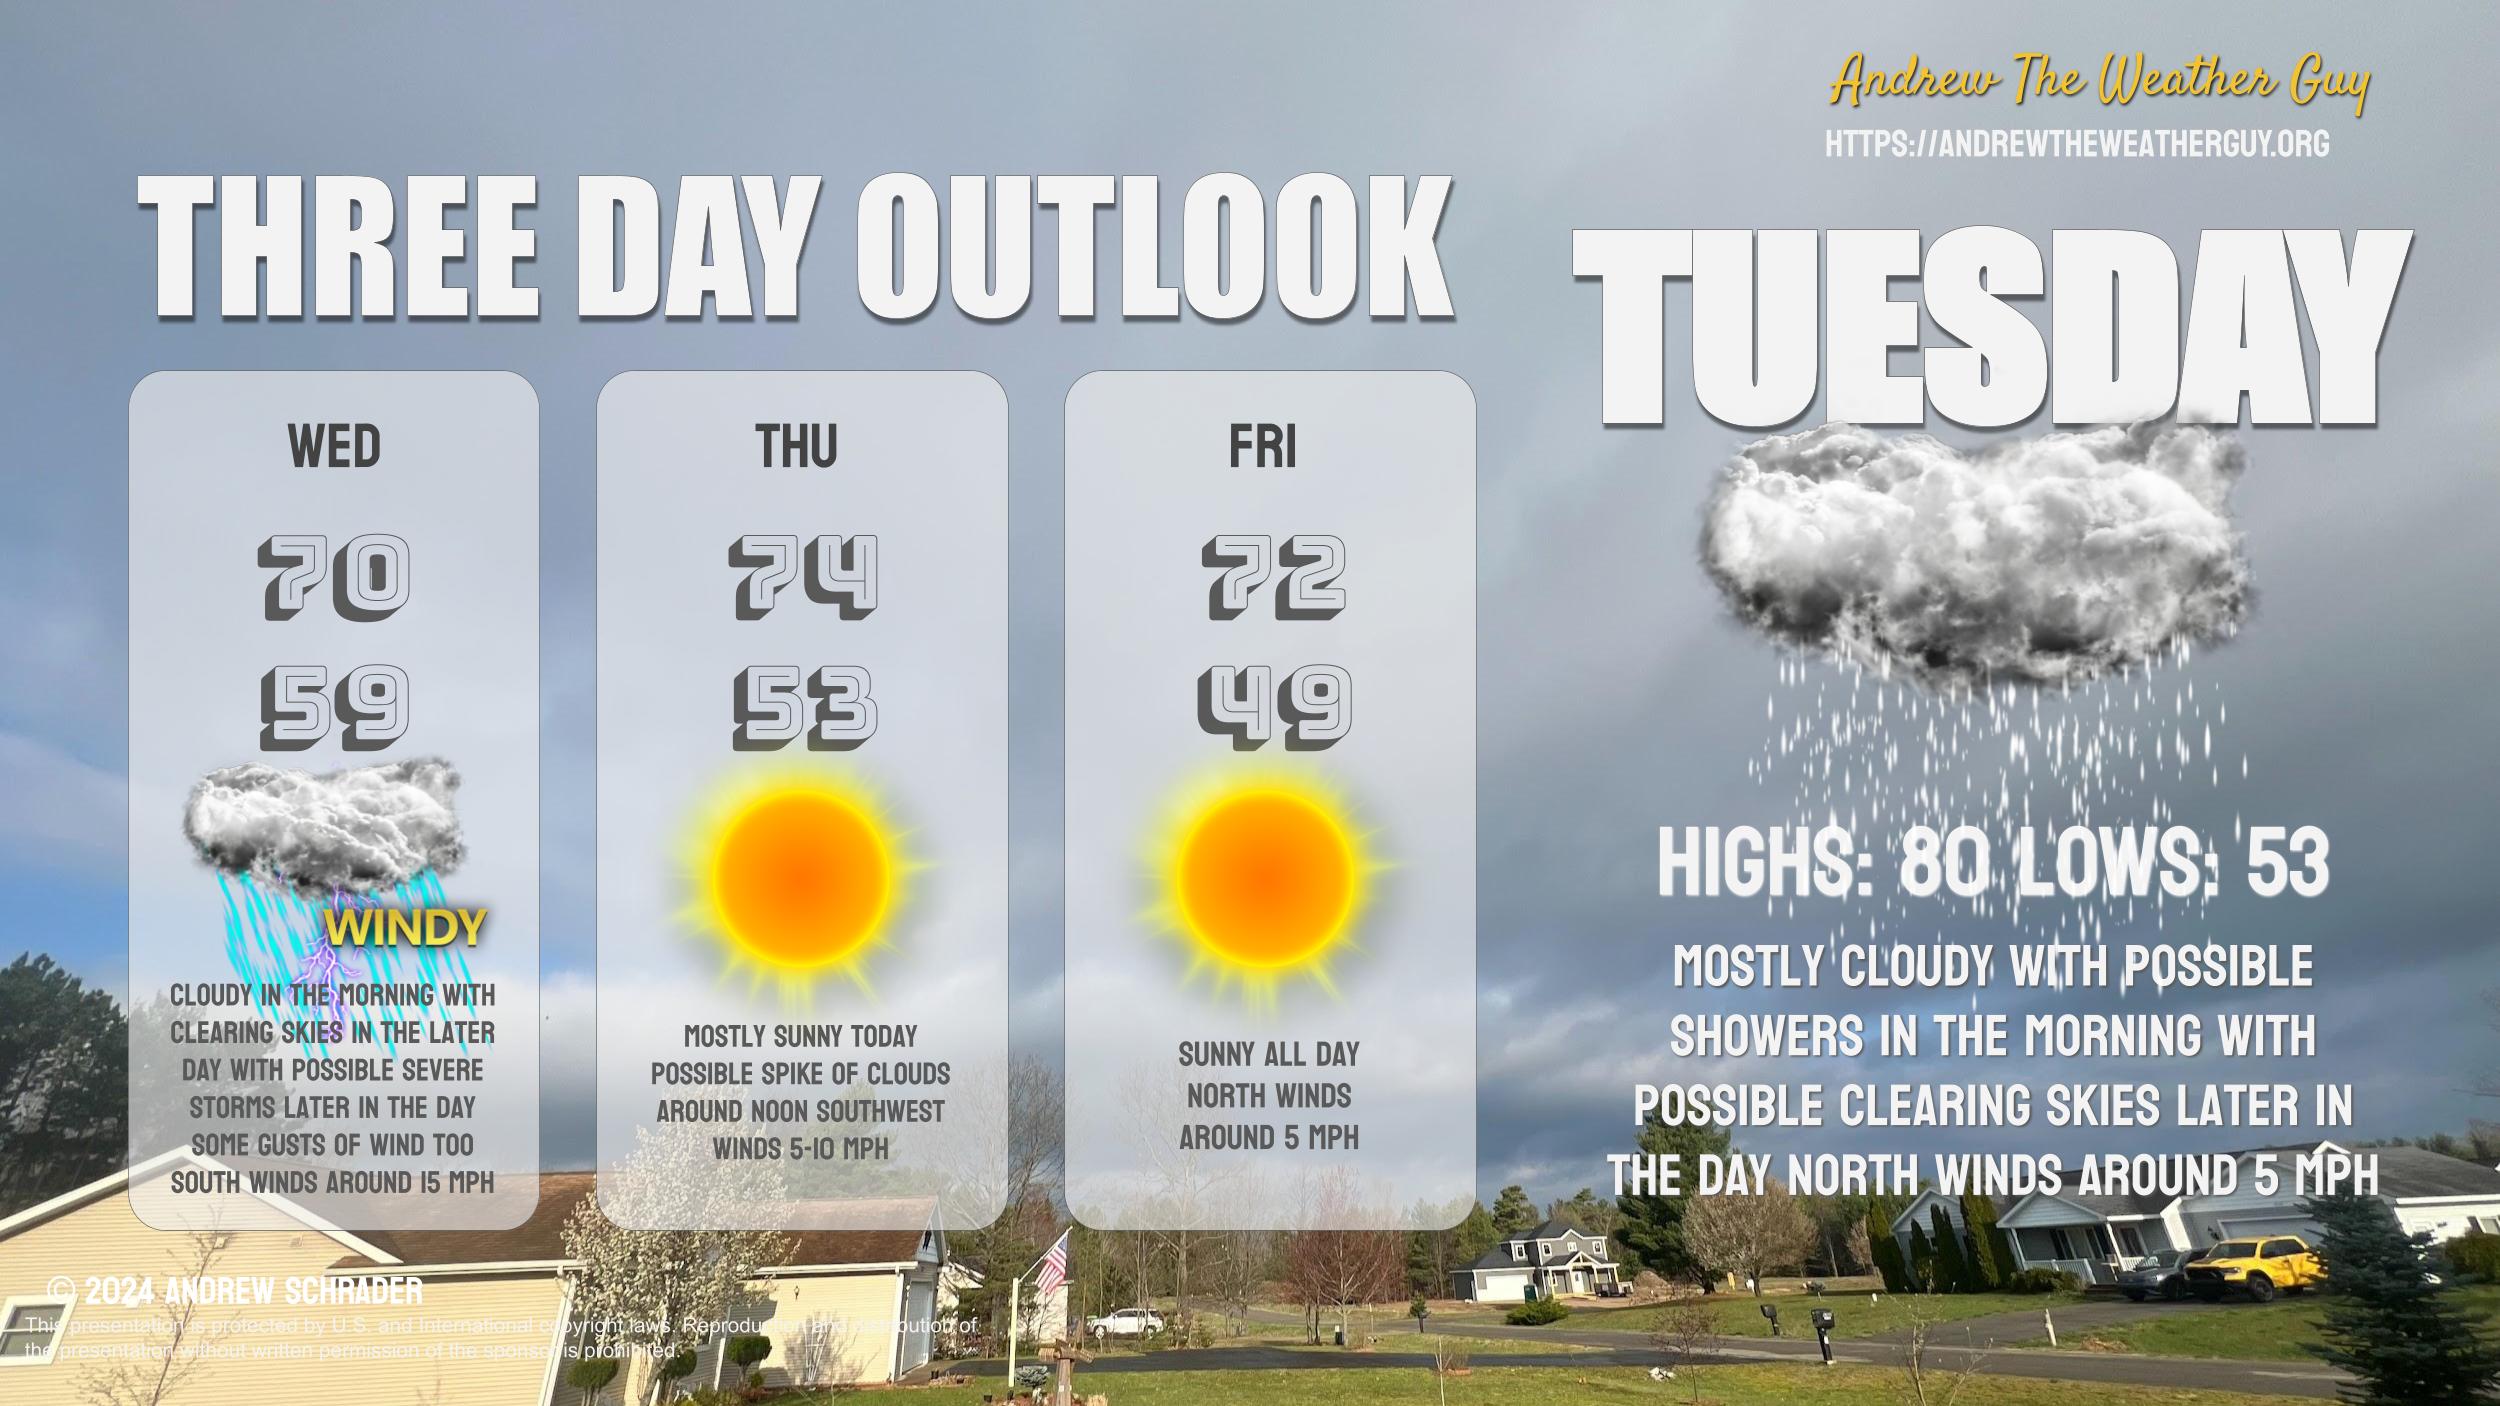 Andrew The Weather Guy
HTTPS://ANDREWTHEWEATHERGUY.ORG
THREE DAY OUTLOOK
WED
70
59
WINDY
CLOUDY IN THE MORNING WITH
CLEARING SKIES IN THE LATER
DAY WITH POSSIBLE SEVERE
STORMS LATER IN THE DAY
SOME GUSTS OF WIND TOO
SOUTH WINDS AROUND 15 MPH
THU
74
53
MOSTLY SUNNY TODAY
POSSIBLE SPIKE OF CLOUDS
AROUND NOON SOUTHWEST
WINDS 5-10 MPH
FRI
72
49
SUNNY ALL DAY
NORTH WINDS
AROUND 5 MPH
TUESDAY
HIGHS: 80 LOWS: 53
MOSTLY CLOUDY WITH POSSIBLE
SHOWERS IN THE MORNING WITH
POSSIBLE CLEARING SKIES LATER IN
THE DAY NORTH WINDS AROUND 5 MPH
© 2024 ANDREW SCHRADER
This presentation is protected by U.S. and International copyright laws. Reproduction and distribution of
the presentation without written permission of the sponsor is prohibited.